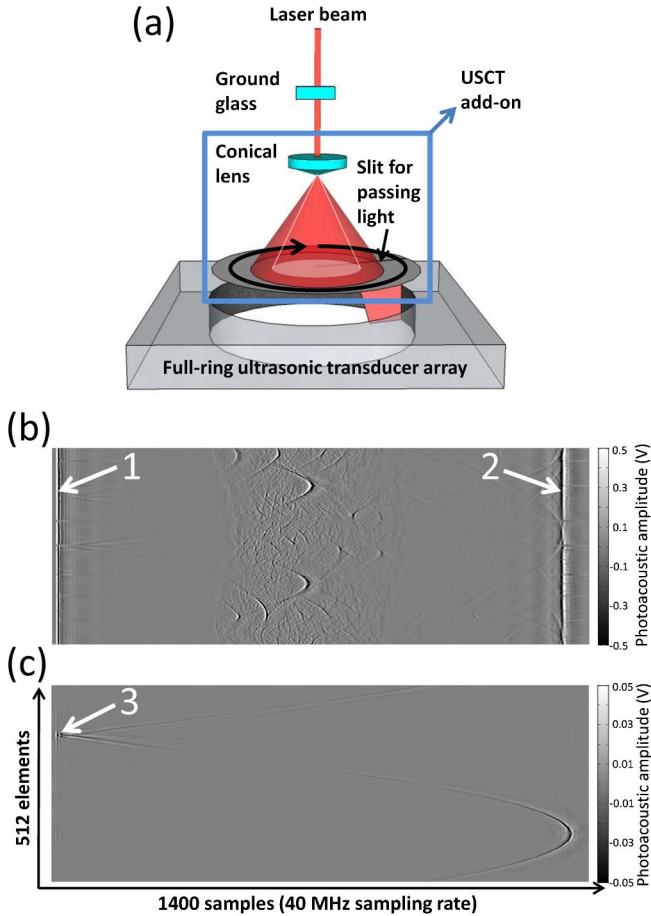 (a)
Laser beam
Ground
glass
USCT
add-on
Conical
lens
Slit for
passing
light
Full-ring ultrasonic transducer array
(b)
1
2
0.5
0.3
0.1
-0.1
-0.3
-0.5
Photoacoustic amplitude (V)
(c)
3
0.05
0.03
0.01
-0.01
-0.03
-0.05
Photoacoustic amplitude (V)
512 elements
1400 samples (40 MHz sampling rate)